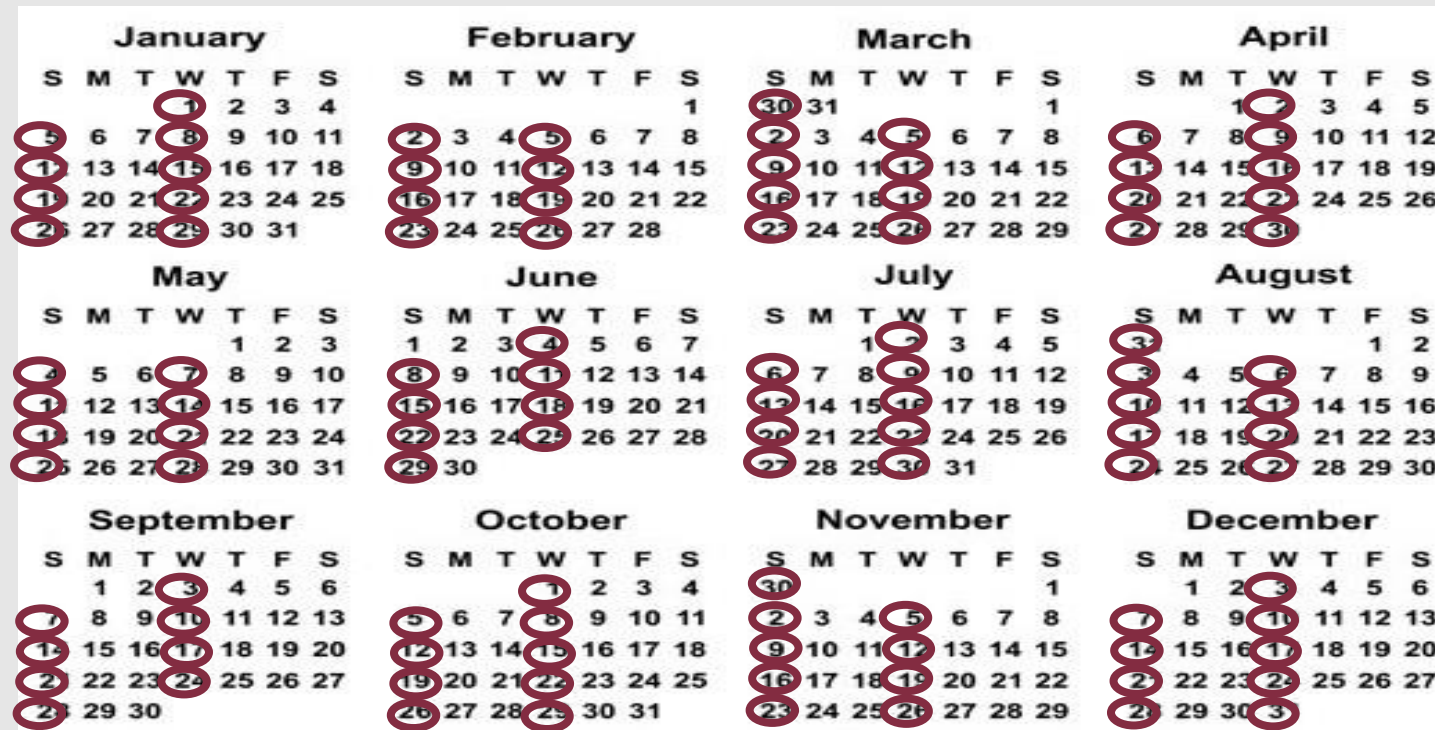 January
S M T W T F S
1 2 3 4
5 6 7 8 9 10 11
12 13 14 15 16 17 18
19 20 21 22 23 24 25
26 27 28 29 30 31
February
S M T W T F S
1
2 3 4 5 6 7 8
9 10 11 12 13 14 15
16 17 18 19 20 21 22
23 24 25 26 27 28
March
S M T W T F S
30 31 1
2 3 4 5 6 7 8
9 10 11 12 13 14 15
16 17 18 19 20 21 22
23 24 25 26 27 28 29
April
S M T W T F S
1 2 3 4 5
6 7 8 9 10 11 12
13 14 15 16 17 18 19
20 21 22 23 24 25 26
27 28 29 30
May
S M T W T F S
1 2 3
4 5 6 7 8 9 10
11 12 13 14 15 16 17
18 19 20 21 22 23 24
25 26 27 28 29 30 31
June
S M T W T F S
1 2 3 4 5 6 7
8 9 10 11 12 13 14
15 16 17 18 19 20 21
22 23 24 25 26 27 28
29 30
July
S M T W T F S
1 2 3 4 5
6 7 8 9 10 11 12
13 14 15 16 17 18 19
20 21 22 23 24 25 26
27 28 29 30 31
August
S M T W T F S
31 1 2
3 4 5 6 7 8 9
10 11 12 13 14 15 16
17 18 19 20 21 22 23
24 25 26 27 28 29 30
September
S M T W T F S
1 2 3 4 5 6
7 8 9 10 11 12 13
14 15 16 17 18 19 20
21 22 23 24 25 26 27
28 29 30
October
S M T W T F S
1 2 3 4
5 6 7 8 9 10 11
12 13 14 15 16 17 18
19 20 21 22 23 24 25
26 27 28 29 30 31
November
S M T W T F S
30 1
2 3 4 5 6 7 8
9 10 11 12 13 14 15
16 17 18 19 20 21 22
23 24 25 26 27 28 29
December
S M T W T F S
1 2 3 4 5 6
7 8 9 10 11 12 13
14 15 16 17 18 19 20
21 22 23 24 25 26 27
28 29 30 31